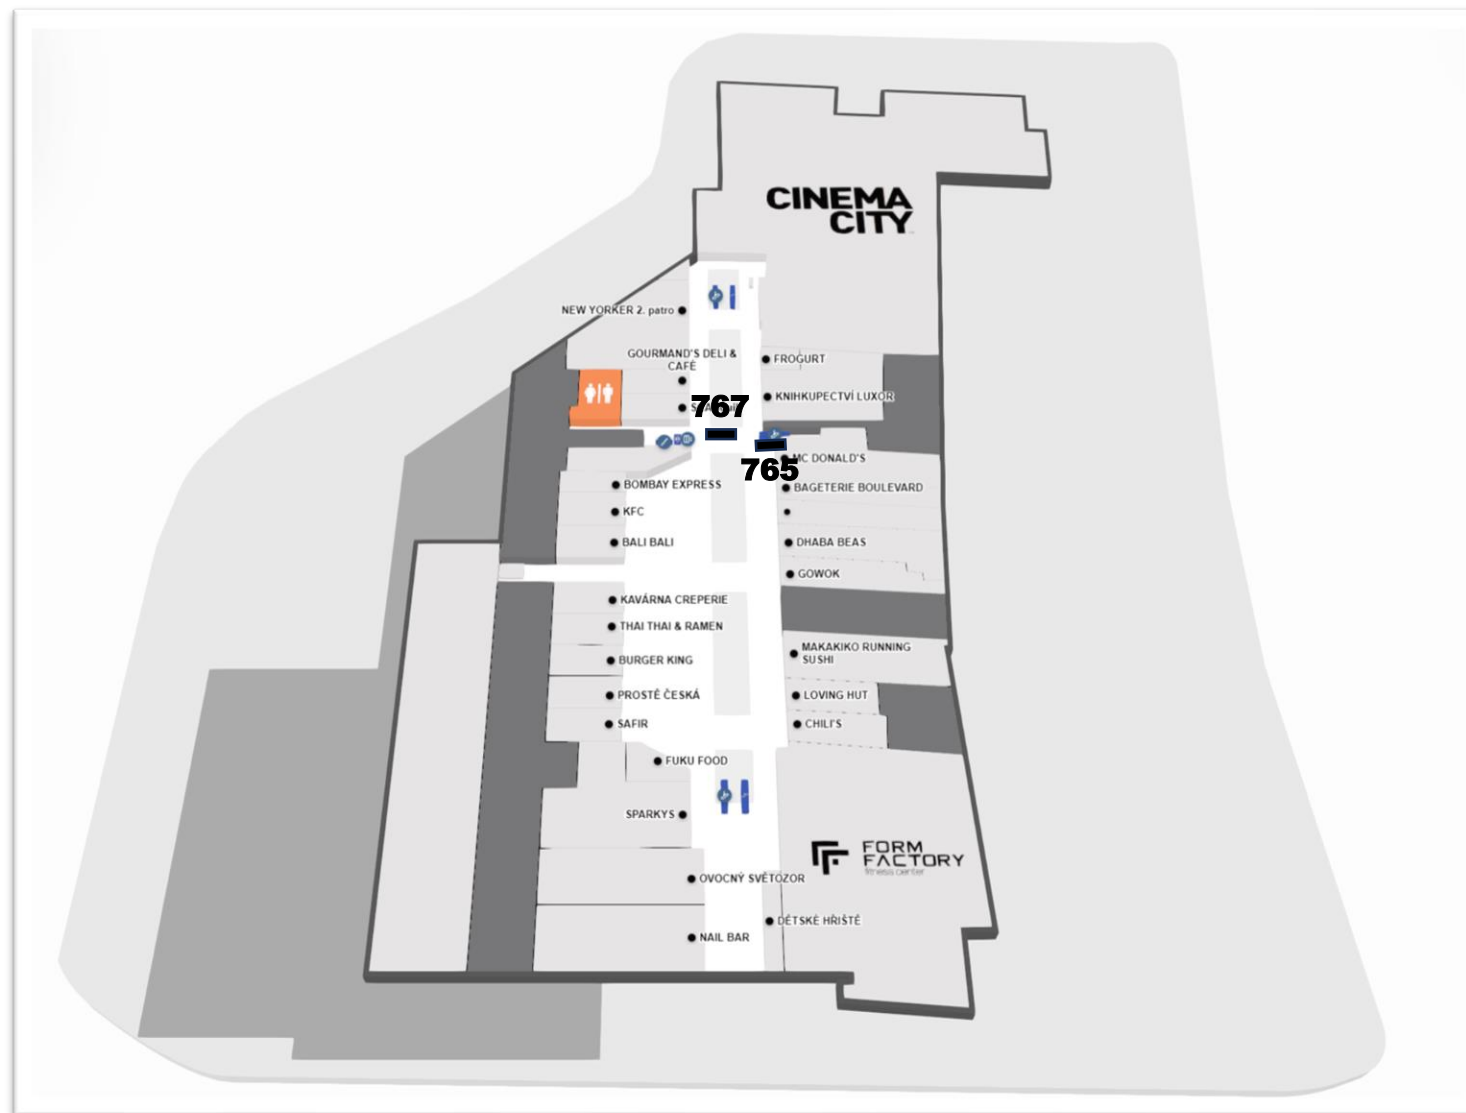 CINEMA
CITY
NEW YORKER 2. patro
GOURMAND'S DELI &
CAFÉ
FROGURT
KNIHKUPECTVÍ LUXOR
767
765
MC DONALD'S
BOMBAY EXPRESS
BAGETERIE BOULEVARD
KFC
BALI BALI
DHABA BEAS
GOWOK
KAVÁRNA CREPERIE
THAI THAI & RAMEN
MAKAKIKO RUNNING
SUSHI
BURGER KING
PROSTĚ ČESKÁ
LOVING HUT
SAFIR
CHILI'S
FUKU FOOD
SPARKYS
FORM
FACTORY
fitness center
OVOCNÝ SVĚTOZOR
DĚTSKÉ HŘIŠTĚ
NAIL BAR